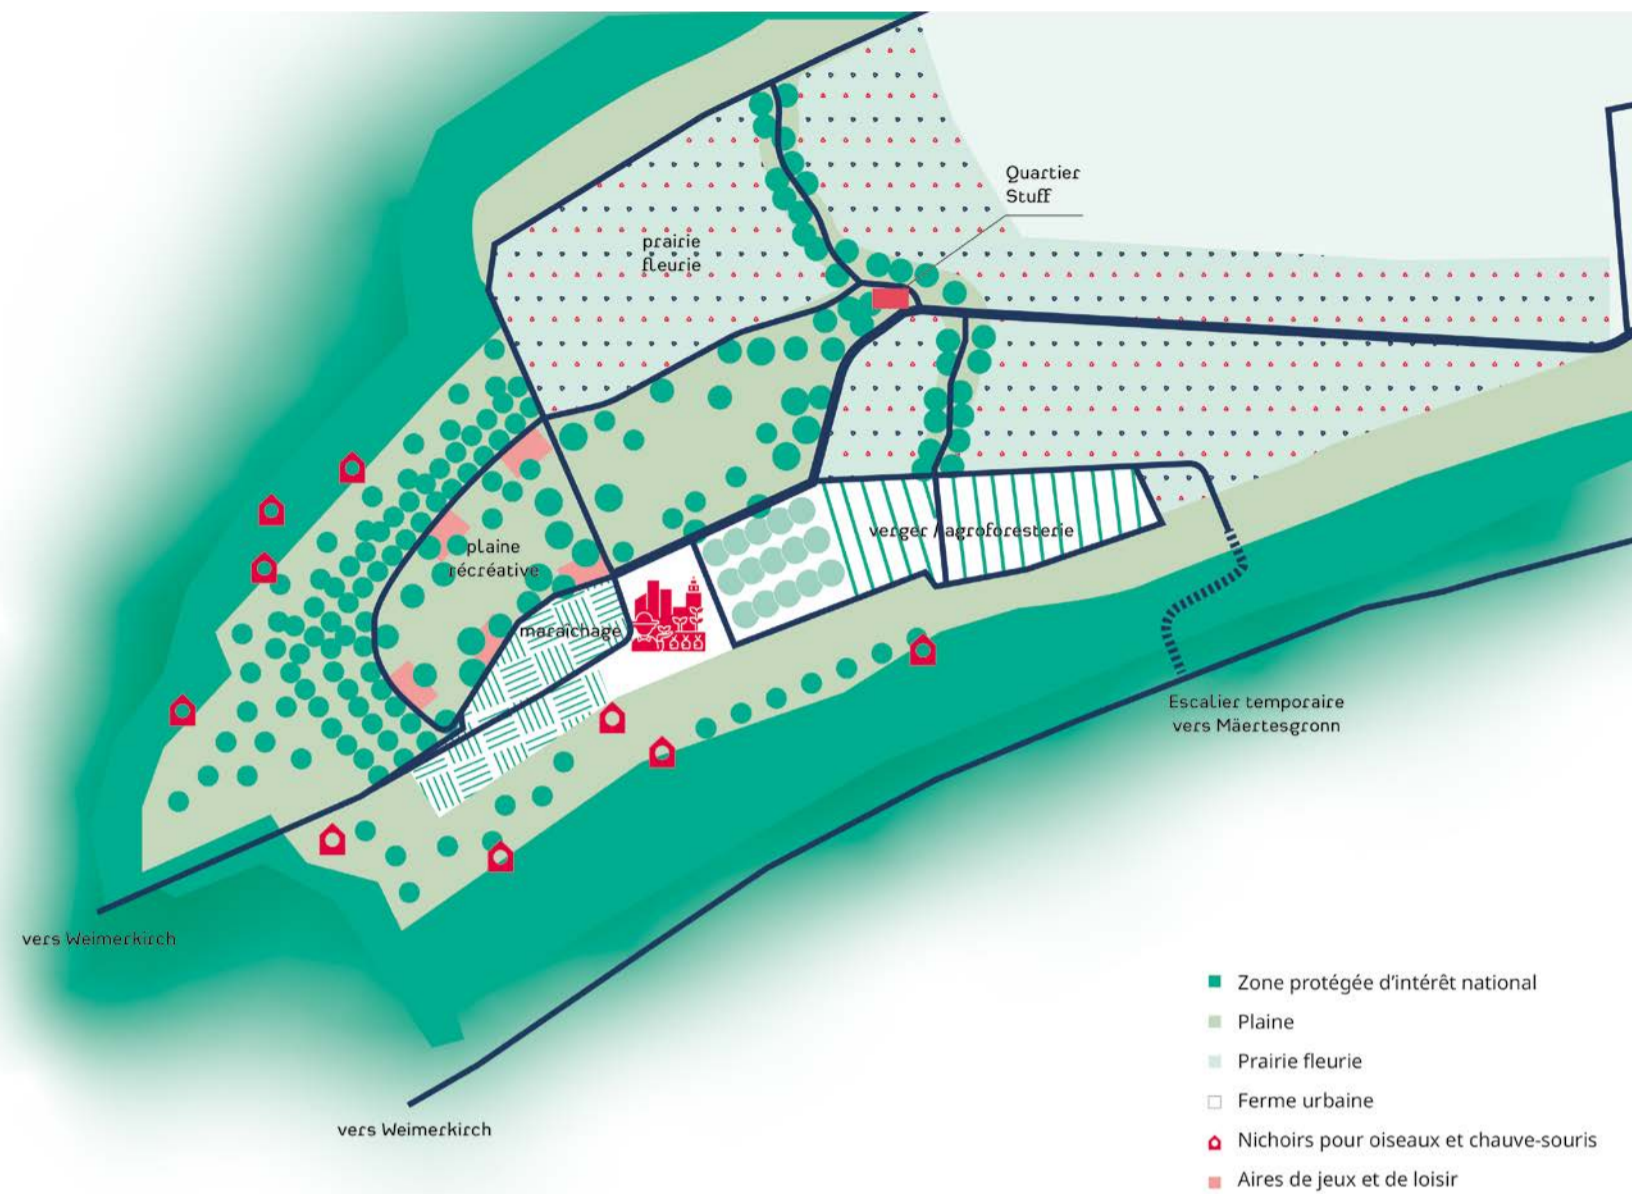 Quartier
Stuff
prairie
fleurie
verger / agroforesterie
plaine
récréative
maraîchage
Escalier temporaire
vers Mäertesgronn
vers Weimerkirch
vers Weimerkirch
Zone protégée d'intérêt national
Plaine
Prairie fleurie
Ferme urbaine
Nichoirs pour oiseaux et chauve-souris
Aires de jeux et de loisir